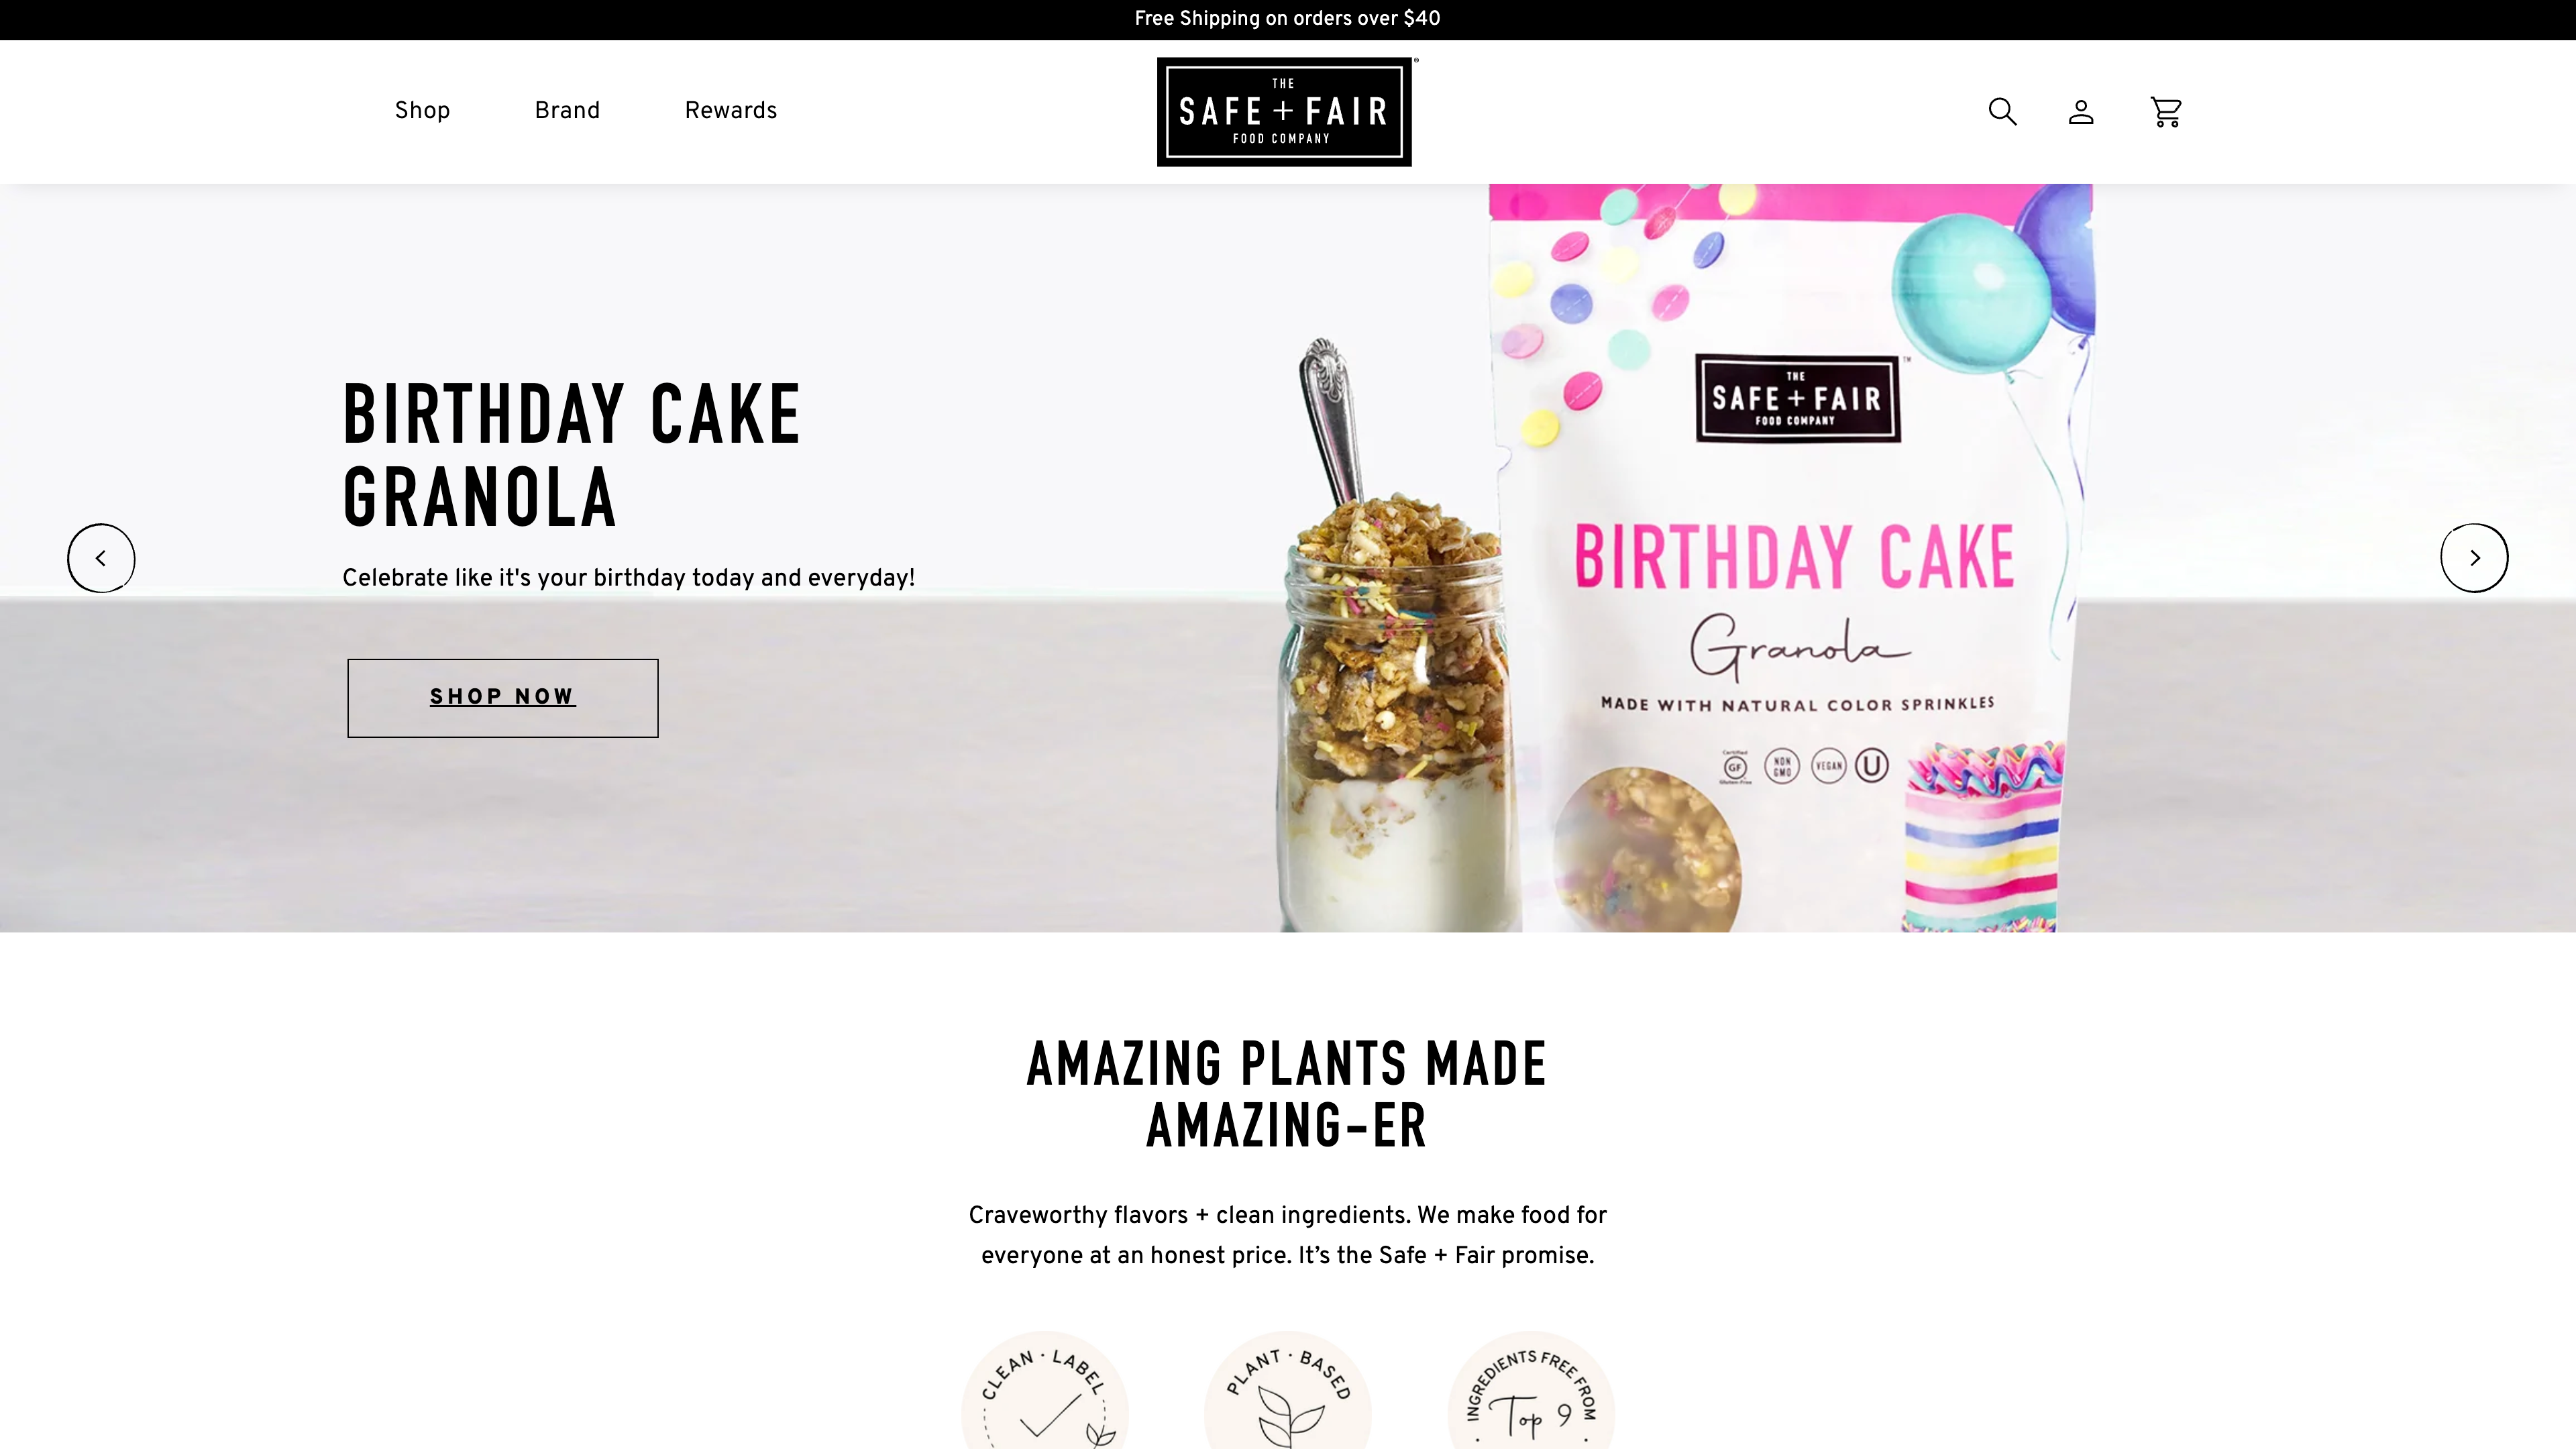 Free Shipping on orders over $40
Shop
Brand
Rewards
THE
SAFE + FAIR
FOOD COMPANY
®
BIRTHDAY CAKE
GRANOLA
Celebrate like it's your birthday today and everyday!
SHOP NOW
THE
SAFE + FAIR
FOOD COMPANY
TM
BIRTHDAY CAKE
Granola
MADE WITH NATURAL COLOR SPRINKLES
Certified
GF
Gluten-Free
NON
GMO
VEGAN
U
AMAZING PLANTS MADE
AMAZING-ER
Craveworthy flavors + clean ingredients. We make food for
everyone at an honest price. It’s the Safe + Fair promise.
CLEAN · LABEL
PLANT · BASED
INGREDIENTS FREE FROM
Top 9